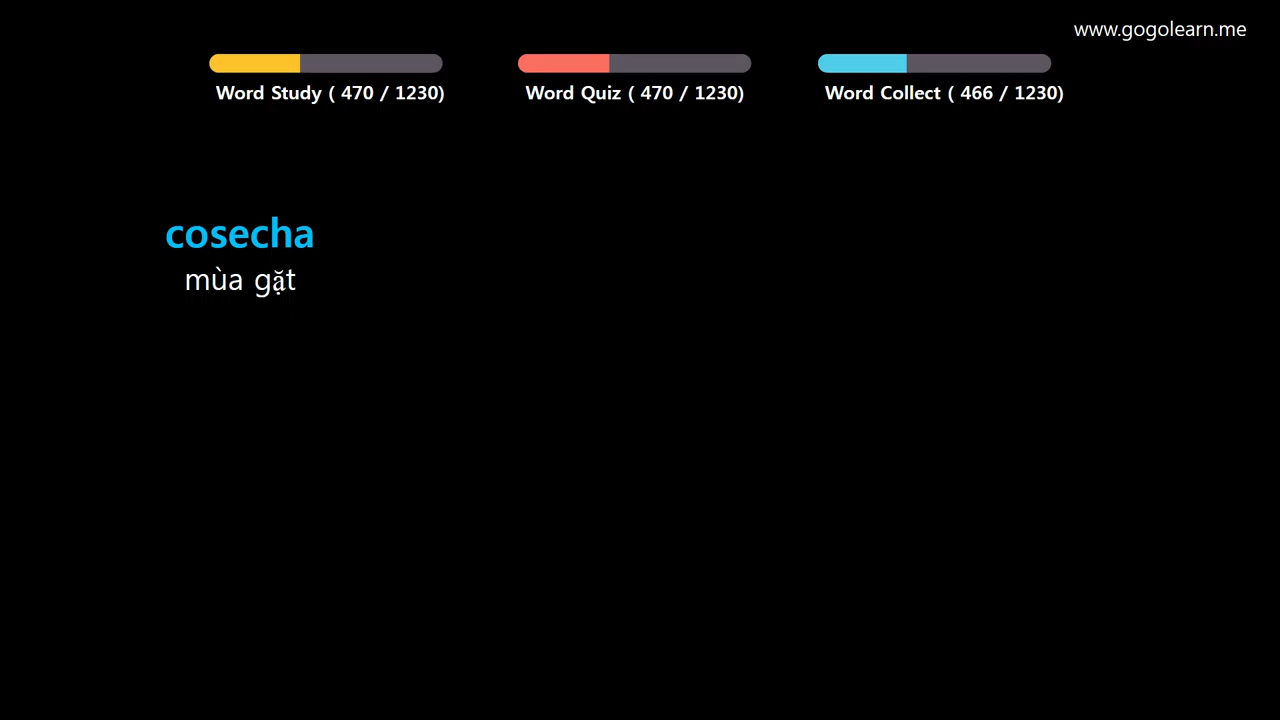 www.gogolearn.me
Word Study ( 470 / 1230)
Word Quiz ( 470 / 1230)
Word Collect ( 466 / 1230)
cosecha
mùa gặt